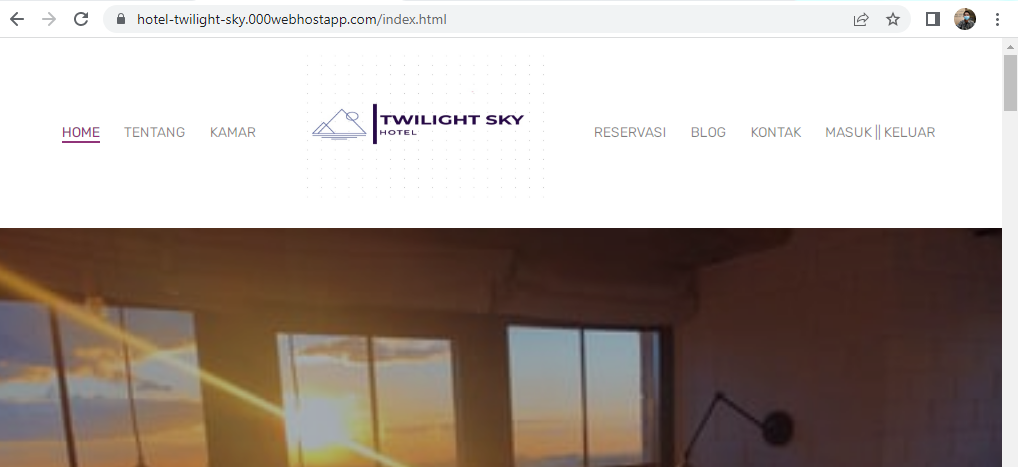 hotel-twilight-sky.000webhostapp.com/index.html
HOME TENTANG KAMAR
TWILIGHT SKY
HOTEL
RESERVASI BLOG KONTAK MASUK || KELUAR